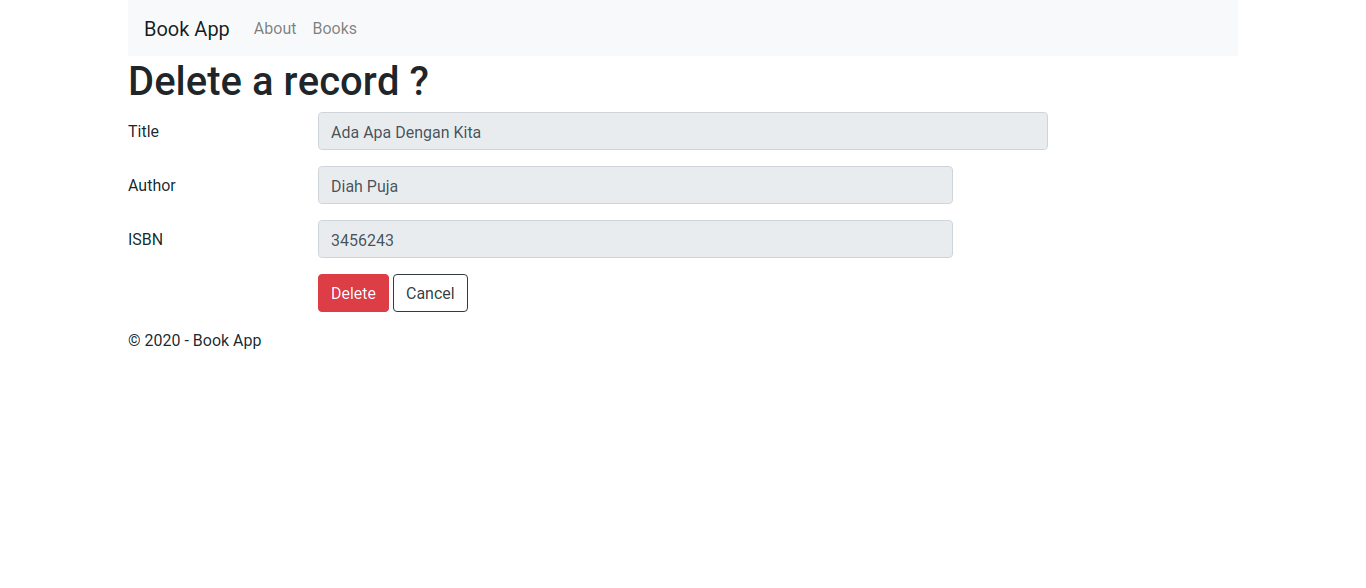 Book App About Books
Delete a record ?
Title Ada Apa Dengan Kita
Author Diah Puja
ISBN 3456243
Delete Cancel
© 2020 - Book App